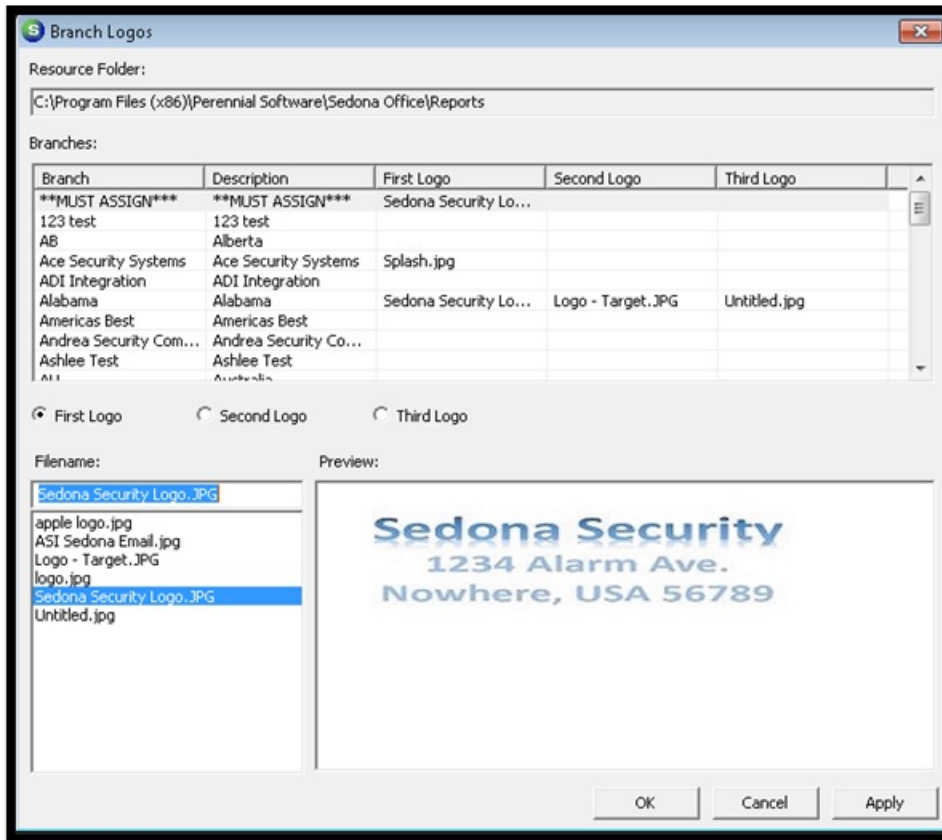 S Branch Logos
Resource Folder:
C:\Program Files (x86)\Perennial Software\Sedona Office\Reports
Branches:
Branch Description First Logo Second Logo Third Logo
**MUST ASSIGN*** **MUST ASSIGN*** Sedona Security Lo...
123 test 123 test
AB Alberta
Ace Security Systems Ace Security Systems Splash.jpg
ADI Integration ADI Integration
Alabama Alabama Sedona Security Lo... Logo - Target.JPG Untitled.jpg
Americas Best Americas Best
Andrea Security Com... Andrea Security Co...
Ashlee Test Ashlee Test
AU Australia
First Logo Second Logo Third Logo
Filename: Preview:
Sedona Security Logo.JPG
apple logo.jpg
ASI Sedona Email.jpg
Logo - Target.JPG
logo.jpg
Sedona Security Logo.JPG
Untitled.jpg
Sedona Security
1234 Alarm Ave.
Nowhere, USA 56789
OK Cancel Apply